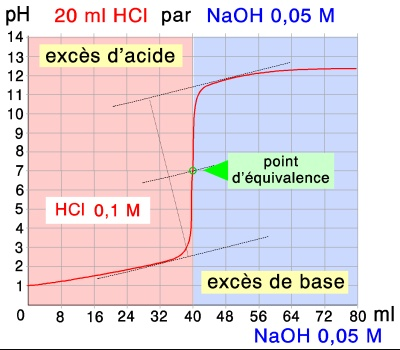 pH 20 ml HCl par NaOH 0,05 M
14
13
12
11
10
9
8
7
6
5
4
3
2
1
0
excès d'acide
point
d'équivalence
HCl 0,1 M
excès de base
8 16 24 32 40 48 56 64 72 80 ml
NaOH 0,05 M